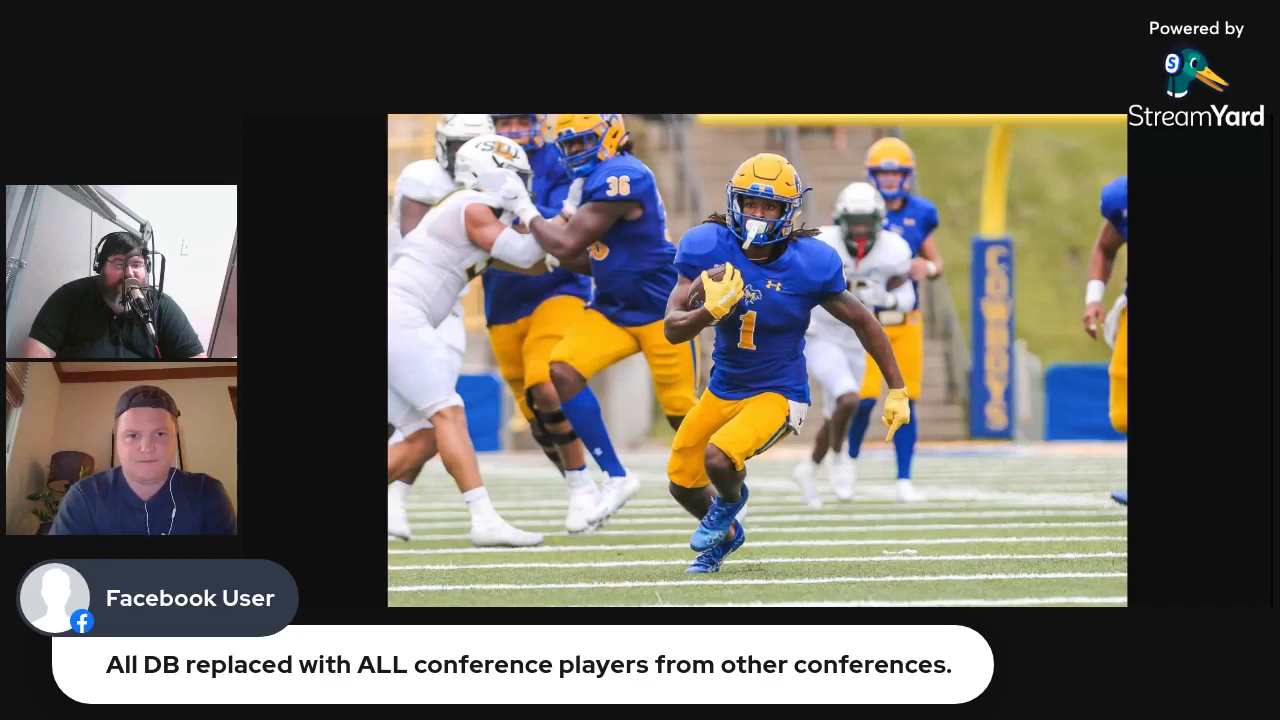 Powered by
S
StreamYard
36
1
COWBOYS
Facebook User
All DB replaced with ALL conference players from other conferences.